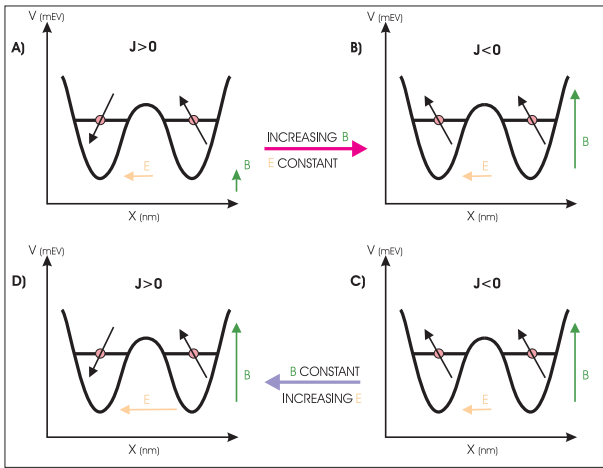 A)
V (mEV)
J>0
E
B
X (nm)
INCREASING B
E CONSTANT
B)
V (mEV)
J<0
E
B
X (nm)
D)
V (mEV)
J>0
E
B
X (nm)
B CONSTANT
INCREASING E
C)
V (mEV)
J<0
E
B
X (nm)